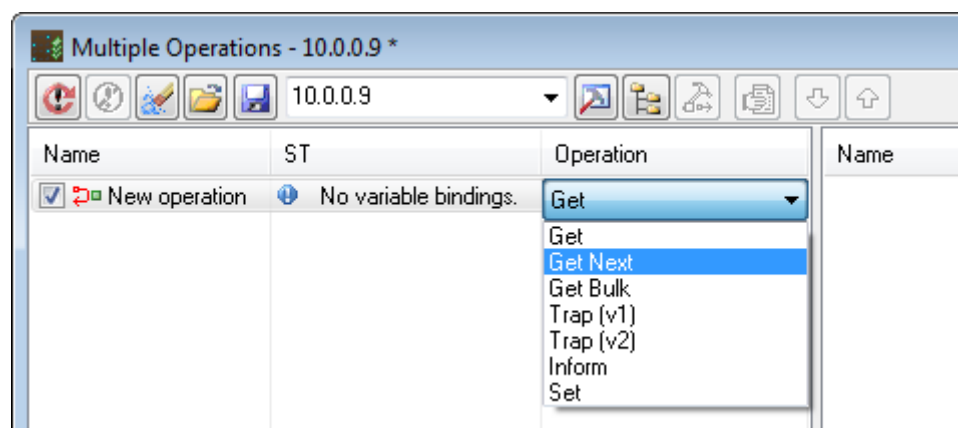 Multiple Operations - 10.0.0.9 *
10.0.0.9
Name ST Operation Name
New operation No variable bindings. Get
Get
Get Next
Get Bulk
Trap (v1)
Trap (v2)
Inform
Set